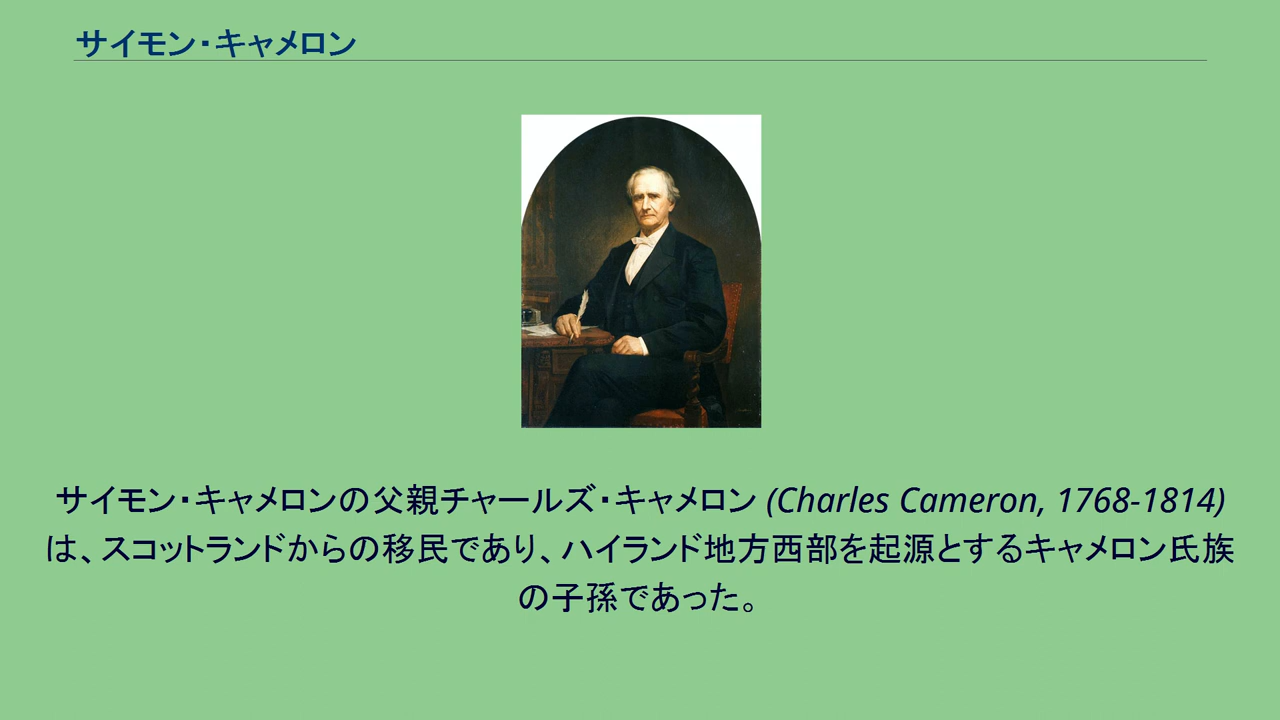 サイモン・キャメロン
サイモン・キャメロンの父親チャールズ・キャメロン (Charles Cameron, 1768-1814)
は、スコットランドからの移民であり、ハイランド地方西部を起源とするキャメロン氏族
の子孫であった。